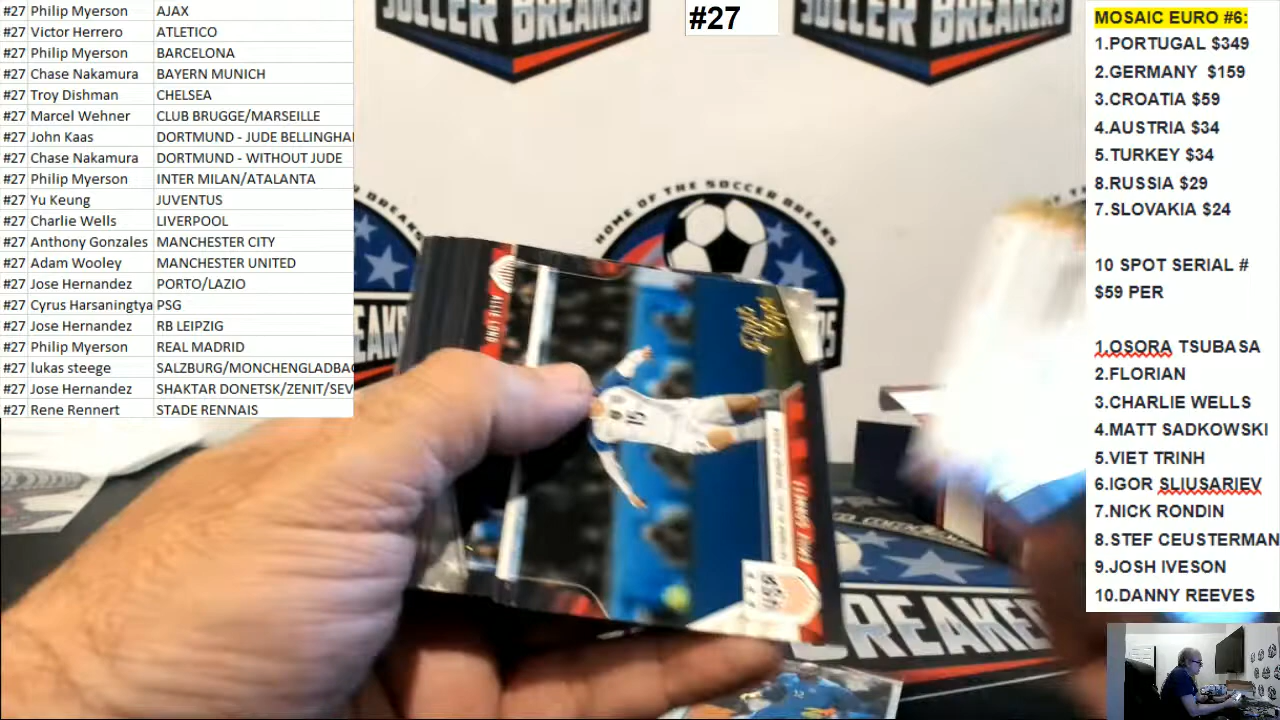 #27 Philip Myerson AJAX
#27 Victor Herrero ATLETICO
#27 Philip Myerson BARCELONA
#27 Chase Nakamura BAYERN MUNICH
#27 Troy Dishman CHELSEA
#27 Marcel Wehner CLUB BRUGGE/MARSEILLE
#27 John Kaas DORTMUND - JUDE BELLINGHA
#27 Chase Nakamura DORTMUND - WITHOUT JUDE
#27 Philip Myerson INTER MILAN/ATALANTA
#27 Yu Keung JUVENTUS
#27 Charlie Wells LIVERPOOL
#27 Anthony Gonzales MANCHESTER CITY
#27 Adam Wooley MANCHESTER UNITED
#27 Jose Hernandez PORTO/LAZIO
#27 Cyrus Harsaningtya PSG
#27 Jose Hernandez RB LEIPZIG
#27 Philip Myerson REAL MADRID
#27 lukas steege SALZBURG/MONCHENGLADBAC
#27 Jose Hernandez SHAKTAR DONETSK/ZENIT/SEV
#27 Rene Rennert STADE RENNAIS
SOCCER BREAKERS
#27
SOCCER BREAKERS
HOME OF THE SOCCER BREAKS
ALLIE LONG
BREAKERS
MOSAIC EURO #6:
1.PORTUGAL $349
2.GERMANY $159
3.CROATIA $59
4.AUSTRIA $34
5.TURKEY $34
8.RUSSIA $29
7.SLOVAKIA $24
10 SPOT SERIAL #
$59 PER
1.OSORA TSUBASA
2.FLORIAN
3.CHARLIE WELLS
4.MATT SADKOWSKI
5.VIET TRINH
6.IGOR SLIUSARIEV
7.NICK RONDIN
8.STEF CEUSTERMAN
9.JOSH IVESON
10.DANNY REEVES